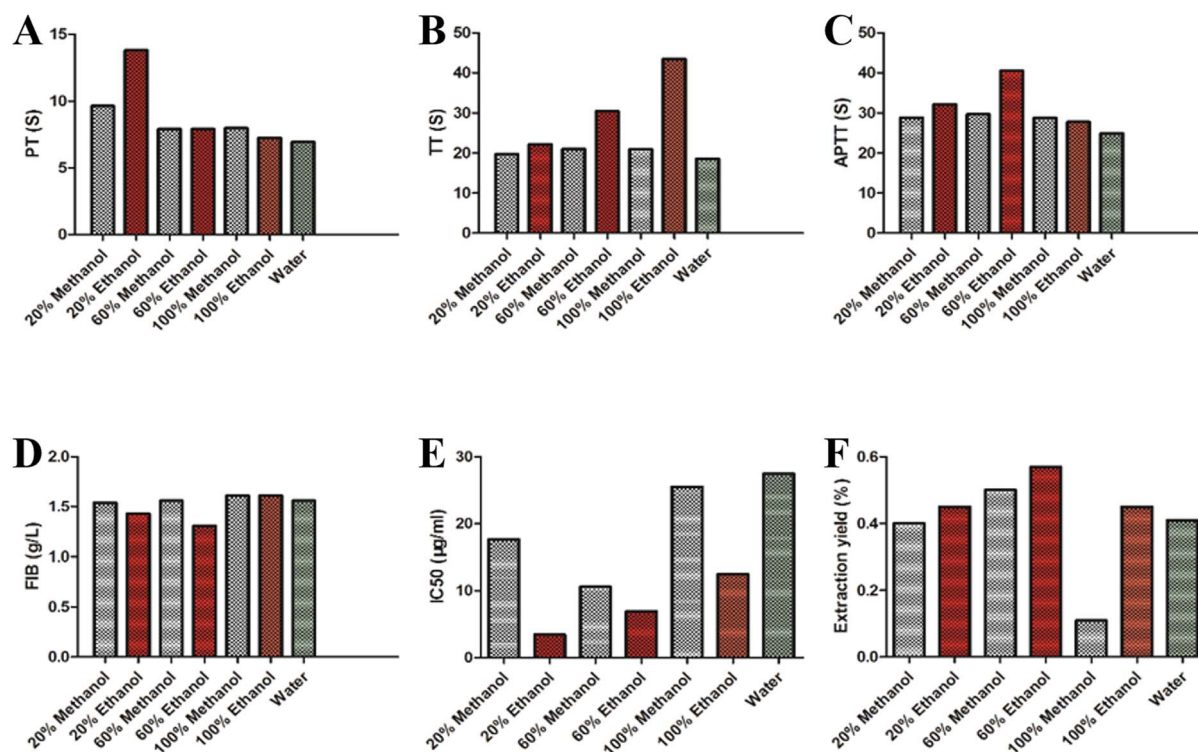 A
PT (S)
15
10
5
0
20% Methanol
20% Ethanol
60% Methanol
60% Ethanol
100% Methanol
100% Ethanol
Water
B
TT (S)
50
40
30
20
10
0
20% Methanol
20% Ethanol
60% Methanol
60% Ethanol
100% Methanol
100% Ethanol
Water
C
APTT (S)
50
40
30
20
10
0
20% Methanol
20% Ethanol
60% Methanol
60% Ethanol
100% Methanol
100% Ethanol
Water
D
FIB (g/L)
2.0
1.5
1.0
0.5
0.0
20% Methanol
20% Ethanol
60% Methanol
60% Ethanol
100% Methanol
100% Ethanol
Water
E
IC50 (µg/ml)
30
20
10
0
20% Methanol
20% Ethanol
60% Methanol
60% Ethanol
100% Methanol
100% Ethanol
Water
F
Extraction yield (%)
0.6
0.4
0.2
0.0
20% Methanol
20% Ethanol
60% Methanol
60% Ethanol
100% Methanol
100% Ethanol
Water